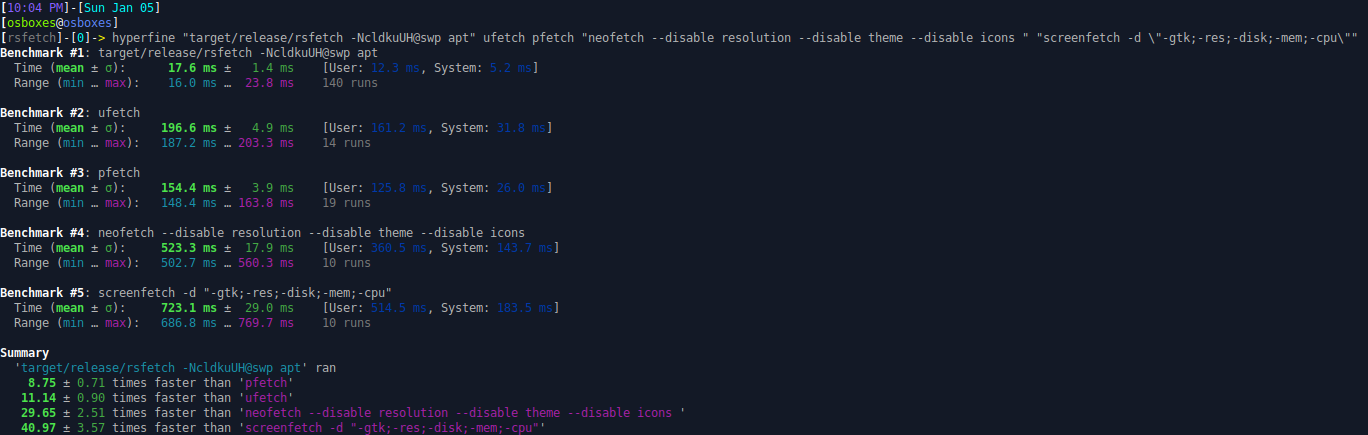 [10:04 PM]-[Sun Jan 05]
[osboxes@osboxes]
[rsfetch]-[0]-> hyperfine "target/release/rsfetch -NcldkuUH@swp apt" ufetch pfetch "neofetch --disable resolution --disable theme --disable icons " "screenfetch -d \"-gtk;-res;-disk;-mem;-cpu\""
Benchmark #1: target/release/rsfetch -NcldkuUH@swp apt
  Time (mean ± σ):      17.6 ms ±   1.4 ms    [User: 12.3 ms, System: 5.2 ms]
  Range (min … max):    16.0 ms …  23.8 ms    140 runs

Benchmark #2: ufetch
  Time (mean ± σ):     196.6 ms ±   4.9 ms    [User: 161.2 ms, System: 31.8 ms]
  Range (min … max):   187.2 ms … 203.3 ms    14 runs

Benchmark #3: pfetch
  Time (mean ± σ):     154.4 ms ±   3.9 ms    [User: 125.8 ms, System: 26.0 ms]
  Range (min … max):   148.4 ms … 163.8 ms    19 runs

Benchmark #4: neofetch --disable resolution --disable theme --disable icons
  Time (mean ± σ):     523.3 ms ±  17.9 ms    [User: 360.5 ms, System: 143.7 ms]
  Range (min … max):   502.7 ms … 560.3 ms    10 runs

Benchmark #5: screenfetch -d "-gtk;-res;-disk;-mem;-cpu"
  Time (mean ± σ):     723.1 ms ±  29.0 ms    [User: 514.5 ms, System: 183.5 ms]
  Range (min … max):   686.8 ms … 769.7 ms    10 runs

Summary
  'target/release/rsfetch -NcldkuUH@swp apt' ran
    8.75 ± 0.71 times faster than 'pfetch'
   11.14 ± 0.90 times faster than 'ufetch'
   29.65 ± 2.51 times faster than 'neofetch --disable resolution --disable theme --disable icons '
   40.97 ± 3.57 times faster than 'screenfetch -d "-gtk;-res;-disk;-mem;-cpu"'